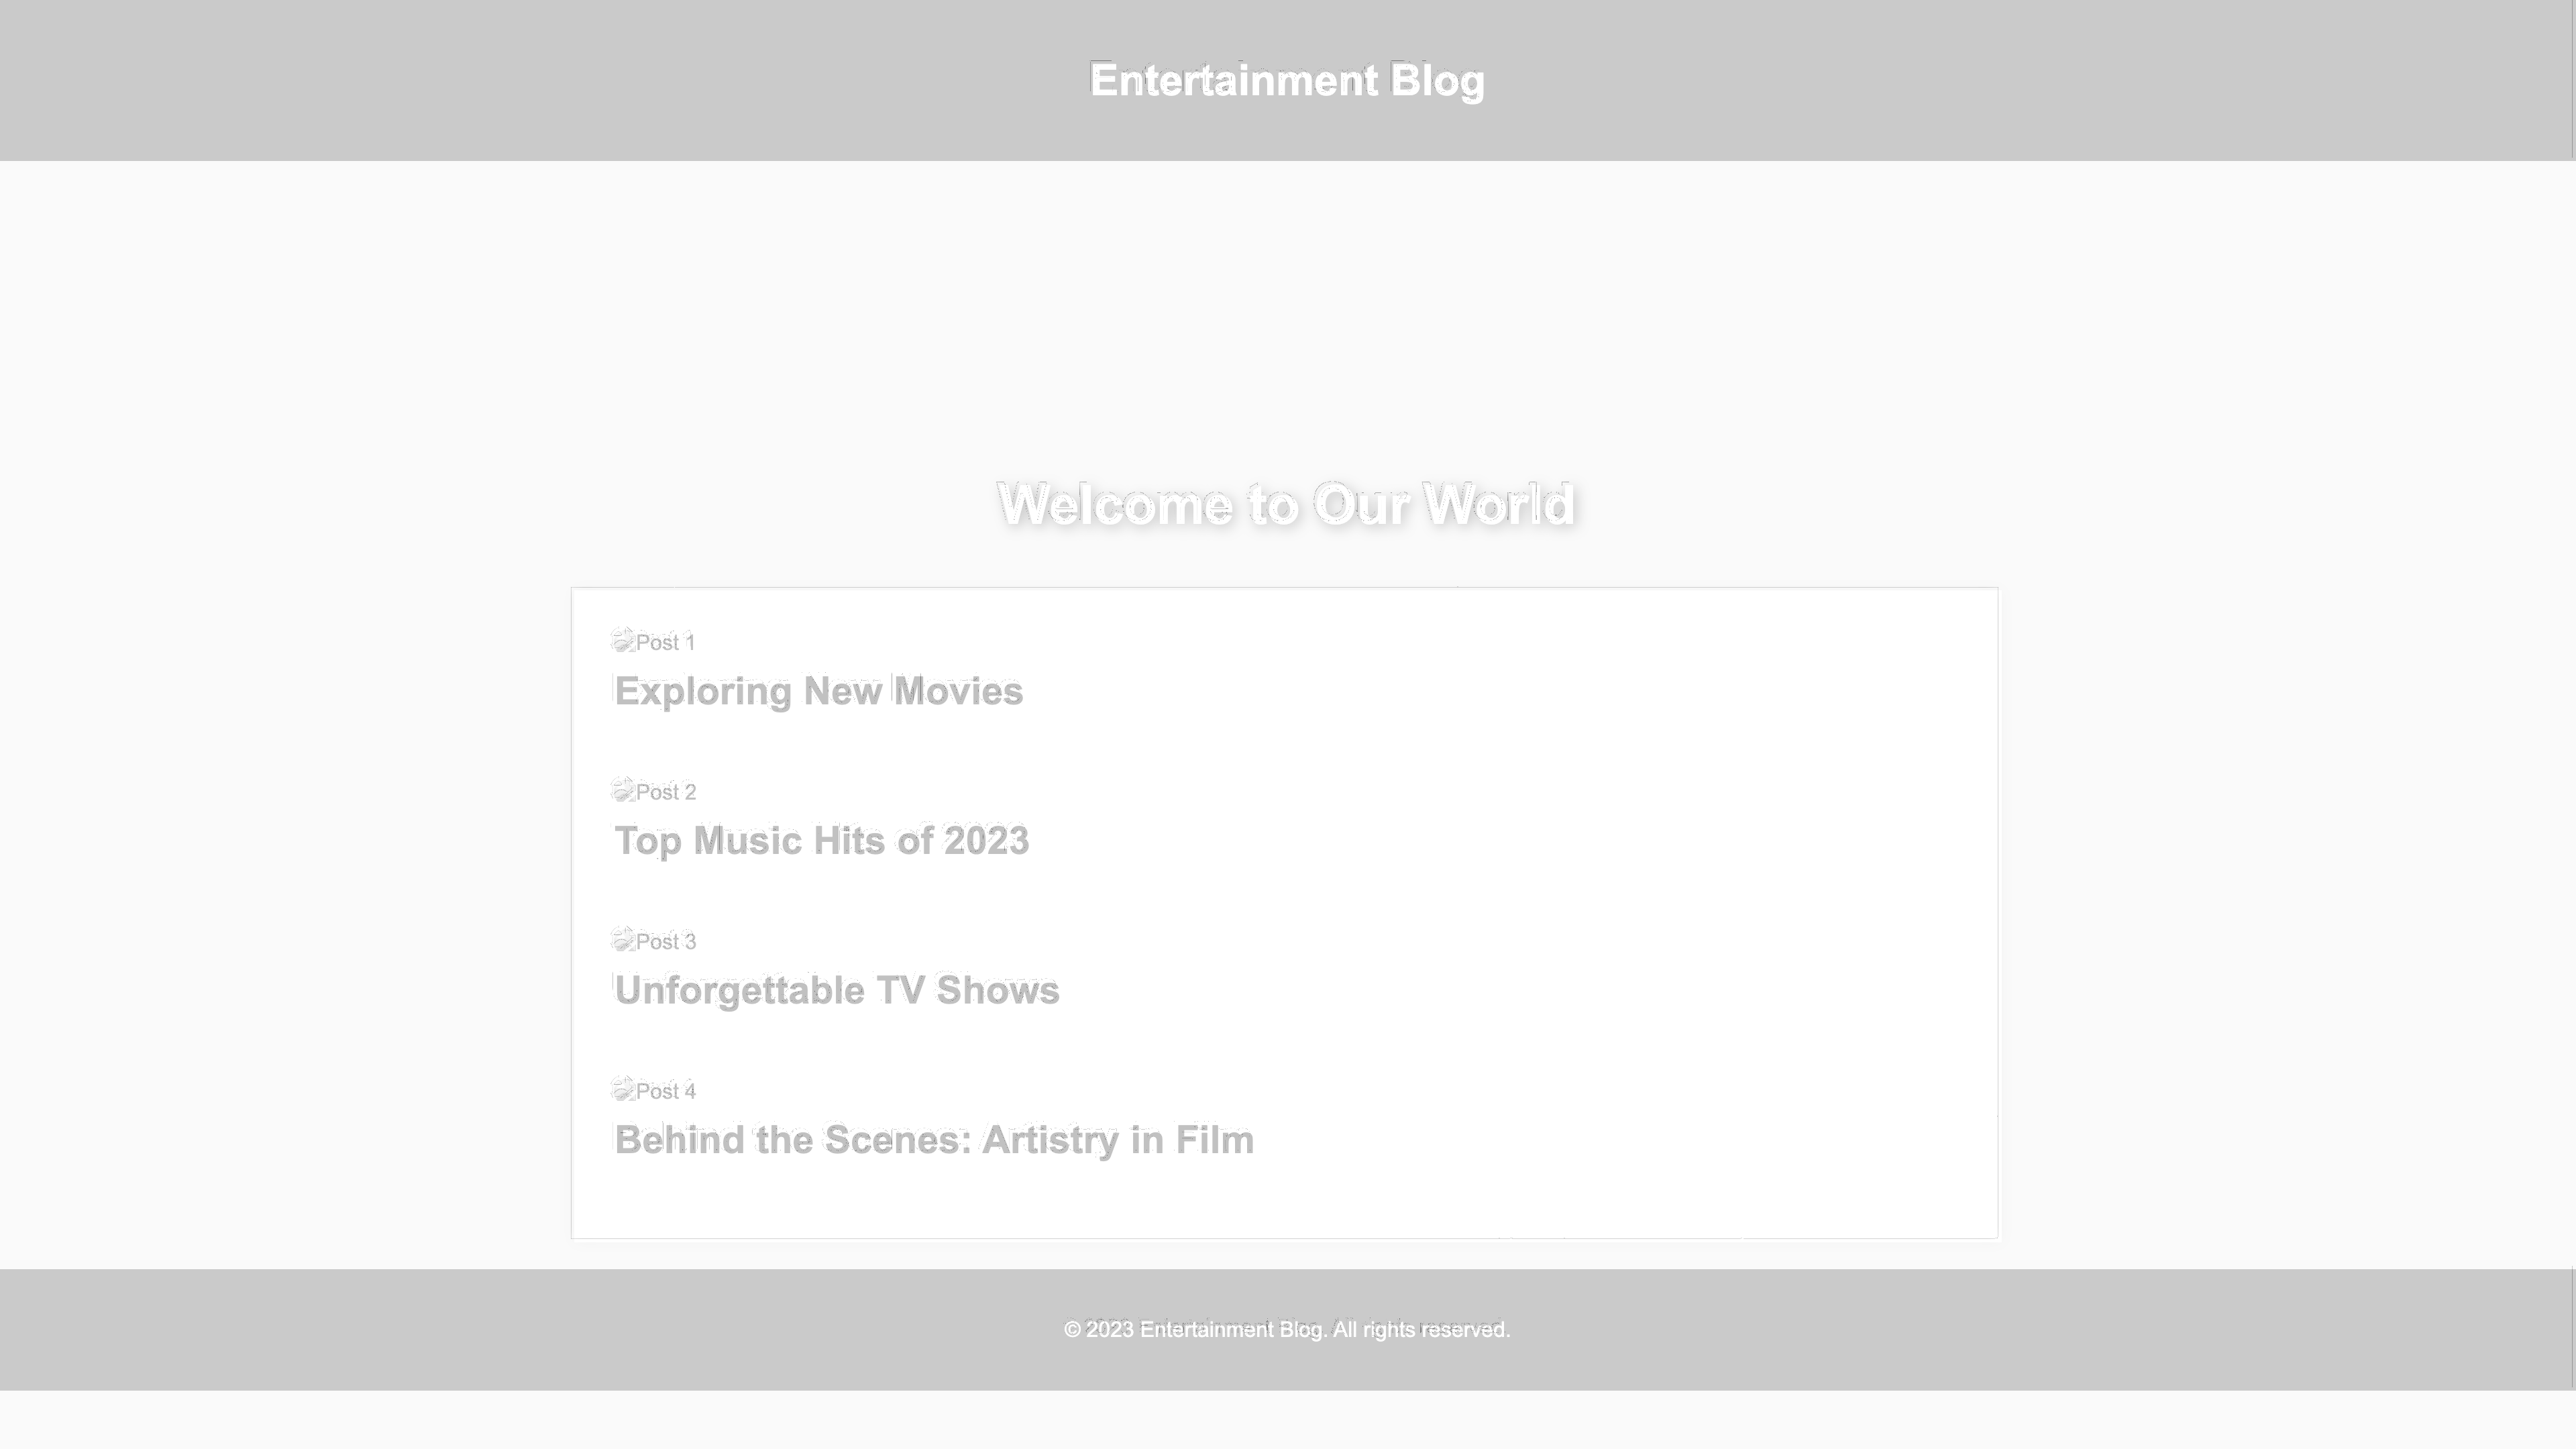 Entertainment Blog
Welcome to Our World
Post 1
Exploring New Movies
Post 2
Top Music Hits of 2023
Post 3
Unforgettable TV Shows
Post 4
Behind the Scenes: Artistry in Film
© 2023 Entertainment Blog. All rights reserved.